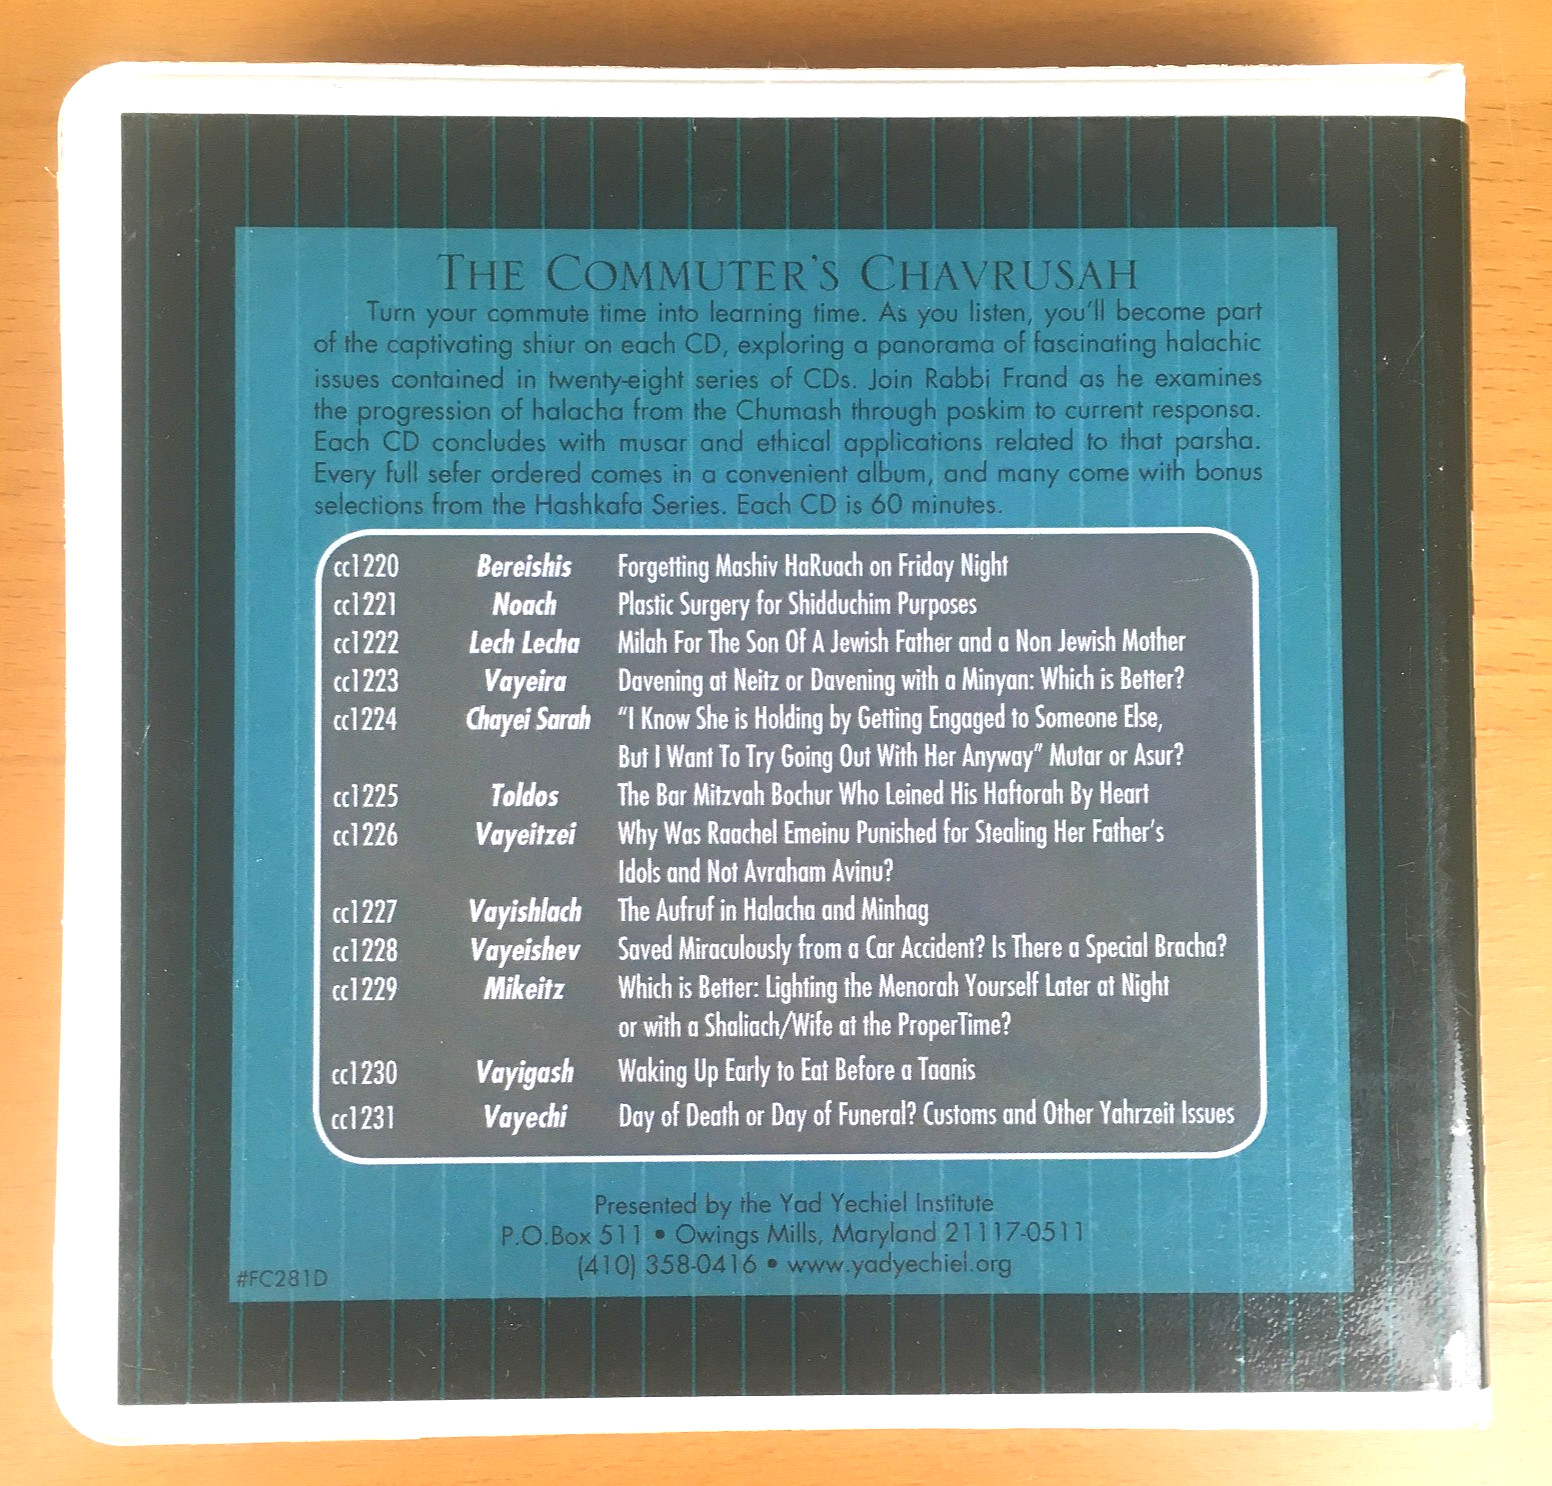 THE COMMUTER'S CHAVRUSAH
Turn your commute time into learning time. As you listen, you'll become part
of the captivating shiur on each CD, exploring a panorama of fascinating halachic
issues contained in twenty-eight series of CDs. Join Rabbi Frand as he examines
the progression of halacha from the Chumash through poskim to current responsa.
Each CD concludes with musar and ethical applications related to that parsha.
Every full sefer ordered comes in a convenient album, and many come with bonus
selections from the Hashkafa Series. Each CD is 60 minutes.
cc1220 Bereishis Forgetting Mashiv HaRuach on Friday Night
cc1221 Noach Plastic Surgery for Shidduchim Purposes
cc1222 Lech Lecha Milah For The Son Of A Jewish Father and a Non Jewish Mother
cc1223 Vayeira Davening at Neitz or Davening with a Minyan: Which is Better?
cc1224 Chayei Sarah "I Know She is Holding by Getting Engaged to Someone Else,
But I Want To Try Going Out With Her Anyway" Mutar or Asur?
cc1225 Toldos The Bar Mitzvah Bochur Who Leined His Haftorah By Heart
cc1226 Vayeitzei Why Was Raachel Emeinu Punished for Stealing Her Father's
Idols and Not Avraham Avinu?
cc1227 Vayishlach The Aufruf in Halacha and Minhag
cc1228 Vayeishev Saved Miraculously from a Car Accident? Is There a Special Bracha?
cc1229 Mikeitz Which is Better: Lighting the Menorah Yourself Later at Night
or with a Shaliach/Wife at the ProperTime?
cc1230 Vayigash Waking Up Early to Eat Before a Taanis
cc1231 Vayechi Day of Death or Day of Funeral? Customs and Other Yahrzeit Issues
Presented by the Yad Yechiel Institute
P.O.Box 511 • Owings Mills, Maryland 21117-0511
(410) 358-0416 • www.yadyechiel.org
#FC281D